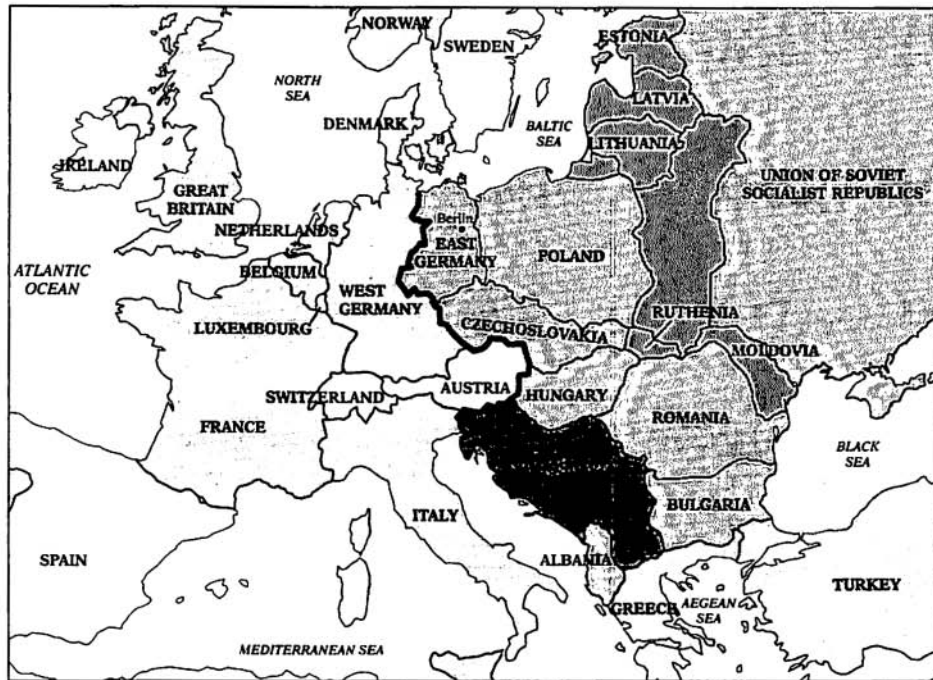 NORWAY
SWEDEN
ESTONIA
NORTH
SEA
LATVIA
DENMARK
BALTIC
SEA
LITHUANIA
IRELAND
GREAT
BRITAIN
UNION OF SOVIET
SOCIALIST REPUBLICS
NETHERLANDS
Berlin
EAST
GERMANY
POLAND
ATLANTIC
OCEAN
BELGIUM
WEST
GERMANY
LUXEMBOURG
CZECHOSLOVAKIA
RUTHENIA
MOLDOVIA
SWITZERLAND
AUSTRIA
HUNGARY
FRANCE
ROMANIA
BLACK
SEA
ITALY
BULGARIA
SPAIN
ALBANIA
TURKEY
GREECE
AEGEAN
SEA
MEDITERRANEAN SEA